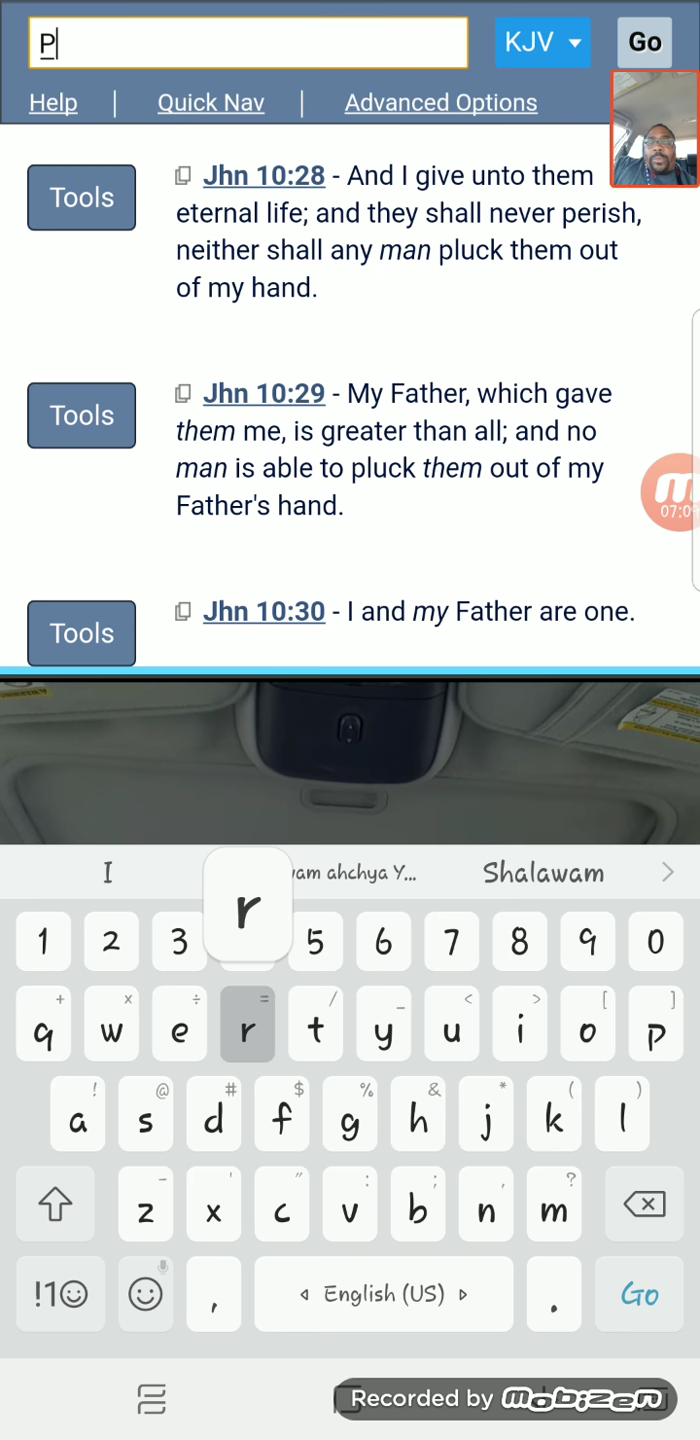 P
KJV
Go
Help | Quick Nav | Advanced Options
Tools
Jhn 10:28 - And I give unto them
eternal life; and they shall never perish,
neither shall any man pluck them out
of my hand.
Tools
Jhn 10:29 - My Father, which gave
them me, is greater than all; and no
man is able to pluck them out of my
Father's hand.
07:09
Tools
Jhn 10:30 - I and my Father are one.
I
ahchya Y...
Shalawam
r
1 2 3 5 6 7 8 9 0
+ × ÷ = / _ < > [ ]
q w e r t y u i o p
! @ # $ % & * ( )
a s d f g h j k l
- ' " : ; , ?
z x c v b n m
!1☺ , English (US) . Go
Recorded by mobizen